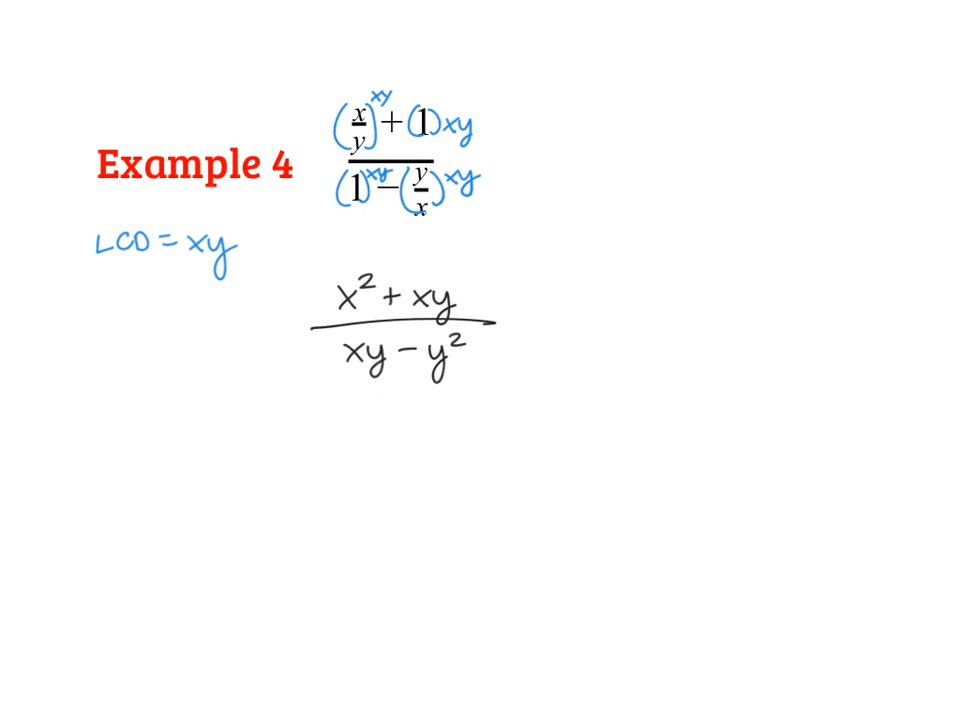 (x/y)xy + (1)xy
Example 4
(1)xy − (y/x)xy
LCD = xy
x² + xy
xy − y²